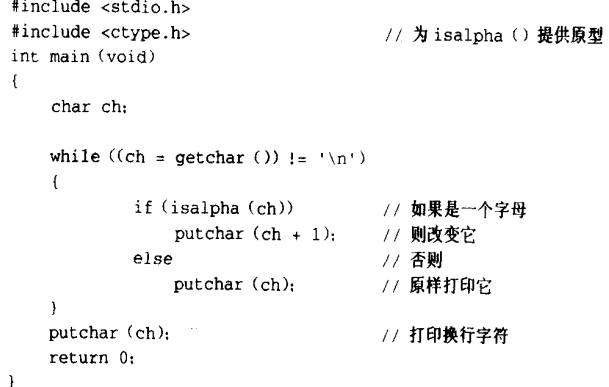 #include <stdio.h>
#include <ctype.h>                // 为 isalpha () 提供原型
int main (void)
{
    char ch;

    while ((ch = getchar ()) != '\n')
    {
        if (isalpha (ch))         // 如果是一个字母
            putchar (ch + 1);     // 则改变它
        else                      // 否则
            putchar (ch);         // 原样打印它
    }
    putchar (ch);                 // 打印换行字符
    return 0;
}